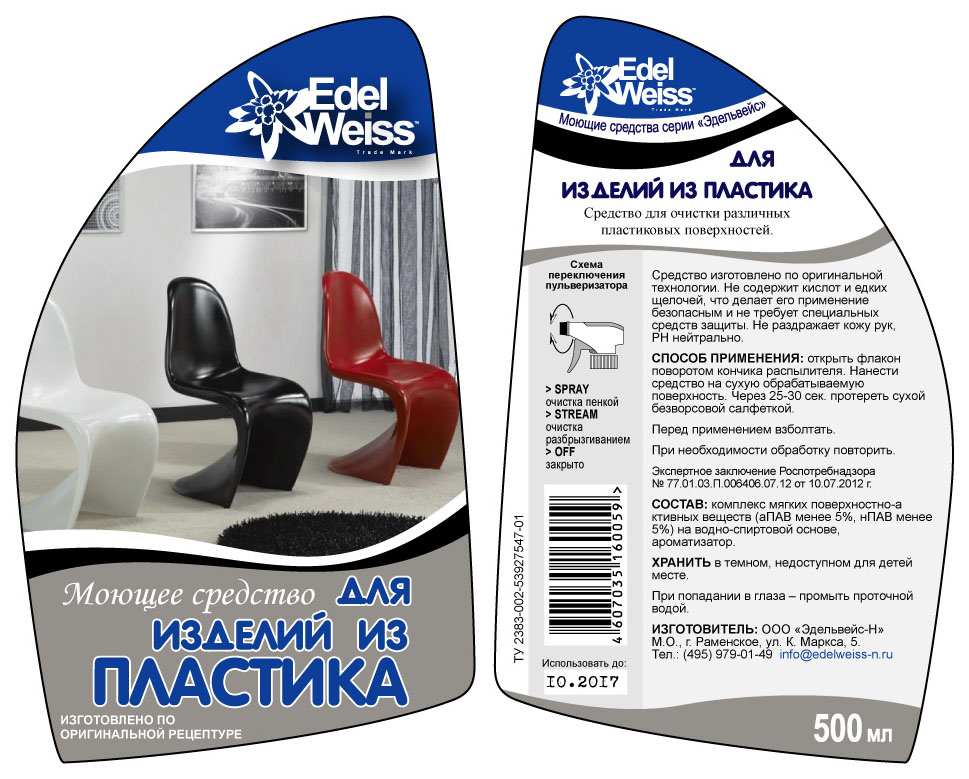 Edel
Weiss™
Trade Mark
Моющее средство ДЛЯ
ИЗДЕЛИЙ ИЗ
ПЛАСТИКА
ИЗГОТОВЛЕНО ПО
ОРИГИНАЛЬНОЙ РЕЦЕПТУРЕ
Edel
Weiss™
Trade Mark
Моющие средства серии «Эдельвейс»
ДЛЯ
ИЗДЕЛИЙ ИЗ ПЛАСТИКА
Средство для очистки различных
пластиковых поверхностей.
Схема
переключения
пульверизатора
> SPRAY
очистка пенкой
> STREAM
очистка
разбрызгиванием
> OFF
закрыто
ТУ 2383-002-53927547-01
4 607035 160059 >
Использовать до:
10.2017
Средство изготовлено по оригинальной
технологии. Не содержит кислот и едких
щелочей, что делает его применение
безопасным и не требует специальных
средств защиты. Не раздражает кожу рук,
PH нейтрально.
СПОСОБ ПРИМЕНЕНИЯ: открыть флакон
поворотом кончика распылителя. Нанести
средство на сухую обрабатываемую
поверхность. Через 25-30 сек. протереть сухой
безворсовой салфеткой.
Перед применением взболтать.
При необходимости обработку повторить.
Экспертное заключение Роспотребнадзора
№ 77.01.03.П.006406.07.12 от 10.07.2012 г.
СОСТАВ: комплекс мягких поверхностно-а
ктивных веществ (аПАВ менее 5%, нПАВ менее
5%) на водно-спиртовой основе,
ароматизатор.
ХРАНИТЬ в темном, недоступном для детей
месте.
При попадании в глаза – промыть проточной
водой.
ИЗГОТОВИТЕЛЬ: ООО «Эдельвейс-Н»
М.О., г. Раменское, ул. К. Маркса, 5.
Тел.: (495) 979-01-49 info@edelweiss-n.ru
500 мл